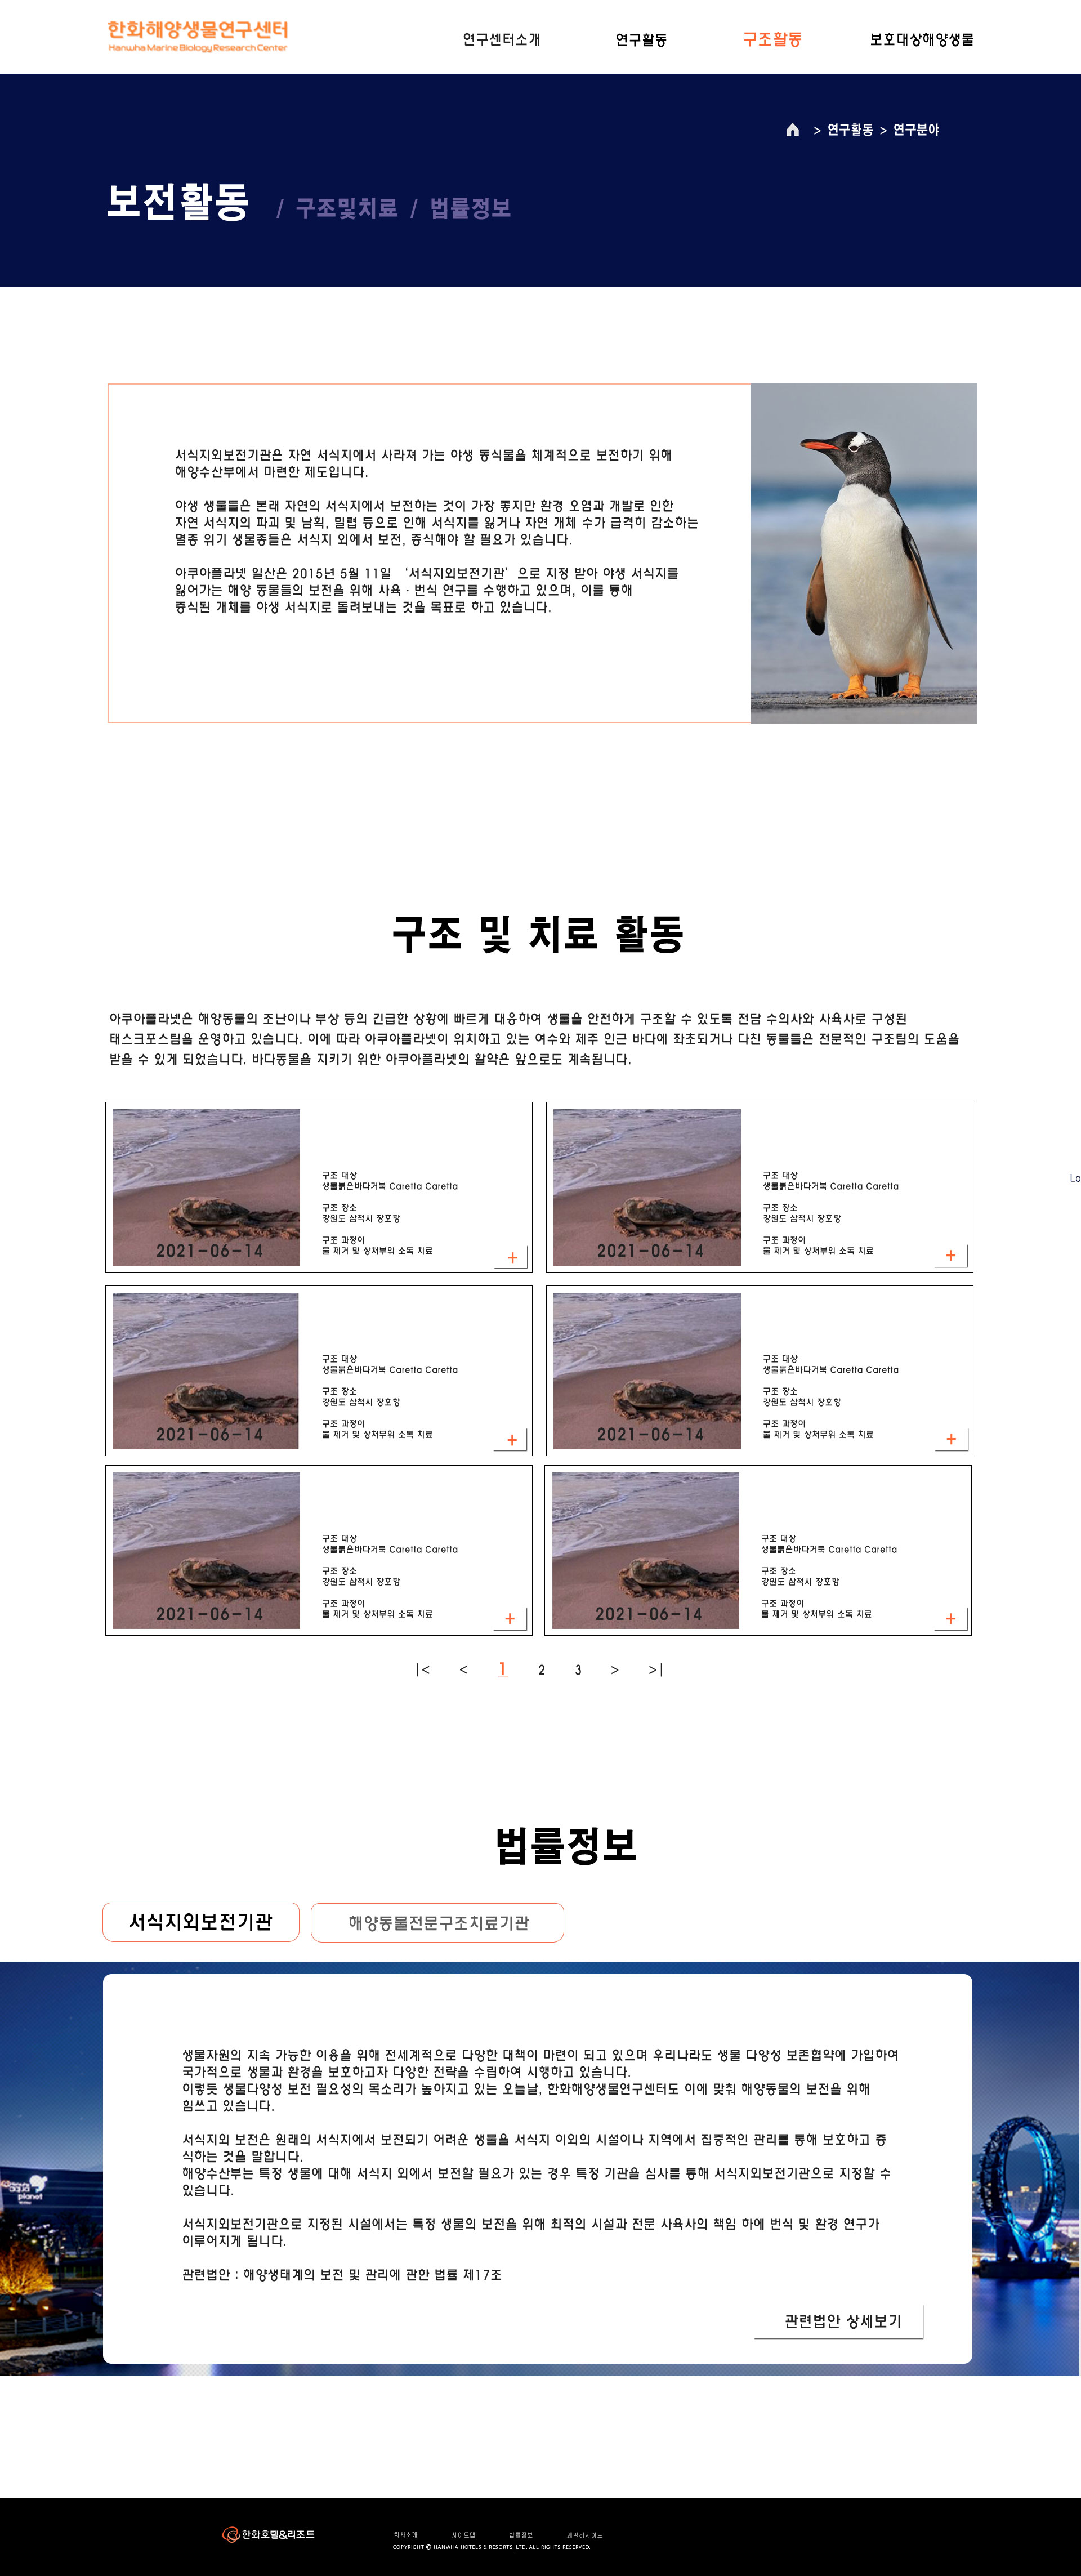 한화해양생물연구센터
Hanwha Marine Biology Research Center
연구센터소개 연구활동 구조활동 보호대상해양생물
> 연구활동 > 연구분야
보전활동 / 구조및치료 / 법률정보
서식지외보전기관은 자연 서식지에서 사라져 가는 야생 동식물을 체계적으로 보전하기 위해
해양수산부에서 마련한 제도입니다.
야생 생물들은 본래 자연의 서식지에서 보전하는 것이 가장 좋지만 환경 오염과 개발로 인한
자연 서식지의 파괴 및 남획, 밀렵 등으로 인해 서식지를 잃거나 자연 개체 수가 급격히 감소하는
멸종 위기 생물종들은 서식지 외에서 보전, 증식해야 할 필요가 있습니다.
아쿠아플라넷 일산은 2015년 5월 11일 ‘서식지외보전기관’으로 지정 받아 야생 서식지를
잃어가는 해양 동물들의 보전을 위해 사육 · 번식 연구를 수행하고 있으며, 이를 통해
증식된 개체를 야생 서식지로 돌려보내는 것을 목표로 하고 있습니다.
구조 및 치료 활동
아쿠아플라넷은 해양동물의 조난이나 부상 등의 긴급한 상황에 빠르게 대응하여 생물을 안전하게 구조할 수 있도록 전담 수의사와 사육사로 구성된
태스크포스팀을 운영하고 있습니다. 이에 따라 아쿠아플라넷이 위치하고 있는 여수와 제주 인근 바다에 좌초되거나 다친 동물들은 전문적인 구조팀의 도움을
받을 수 있게 되었습니다. 바다동물을 지키기 위한 아쿠아플라넷의 활약은 앞으로도 계속됩니다.
구조 대상
생물붉은바다거북 Caretta Caretta
구조 장소
강원도 삼척시 장호항
구조 과정이
물 제거 및 상처부위 소독 치료
2021-06-14
+
구조 대상
생물붉은바다거북 Caretta Caretta
구조 장소
강원도 삼척시 장호항
구조 과정이
물 제거 및 상처부위 소독 치료
2021-06-14
+
Lo
구조 대상
생물붉은바다거북 Caretta Caretta
구조 장소
강원도 삼척시 장호항
구조 과정이
물 제거 및 상처부위 소독 치료
2021-06-14
+
구조 대상
생물붉은바다거북 Caretta Caretta
구조 장소
강원도 삼척시 장호항
구조 과정이
물 제거 및 상처부위 소독 치료
2021-06-14
+
구조 대상
생물붉은바다거북 Caretta Caretta
구조 장소
강원도 삼척시 장호항
구조 과정이
물 제거 및 상처부위 소독 치료
2021-06-14
+
구조 대상
생물붉은바다거북 Caretta Caretta
구조 장소
강원도 삼척시 장호항
구조 과정이
물 제거 및 상처부위 소독 치료
2021-06-14
+
|< < 1 2 3 > >|
법률정보
서식지외보전기관 해양동물전문구조치료기관
생물자원의 지속 가능한 이용을 위해 전세계적으로 다양한 대책이 마련이 되고 있으며 우리나라도 생물 다양성 보존협약에 가입하여
국가적으로 생물과 환경을 보호하고자 다양한 전략을 수립하여 시행하고 있습니다.
이렇듯 생물다양성 보전 필요성의 목소리가 높아지고 있는 오늘날, 한화해양생물연구센터도 이에 맞춰 해양동물의 보전을 위해
힘쓰고 있습니다.
서식지외 보전은 원래의 서식지에서 보전되기 어려운 생물을 서식지 이외의 시설이나 지역에서 집중적인 관리를 통해 보호하고 증
식하는 것을 말합니다.
해양수산부는 특정 생물에 대해 서식지 외에서 보전할 필요가 있는 경우 특정 기관을 심사를 통해 서식지외보전기관으로 지정할 수
있습니다.
서식지외보전기관으로 지정된 시설에서는 특정 생물의 보전을 위해 최적의 시설과 전문 사육사의 책임 하에 번식 및 환경 연구가
이루어지게 됩니다.
관련법안 : 해양생태계의 보전 및 관리에 관한 법률 제17조
관련법안 상세보기
aqua
planet
한화호텔&리조트
회사소개 사이트맵 법률정보 패밀리사이트
COPYRIGHT © HANWHA HOTELS & RESORTS.,LTD. ALL RIGHTS RESERVED.